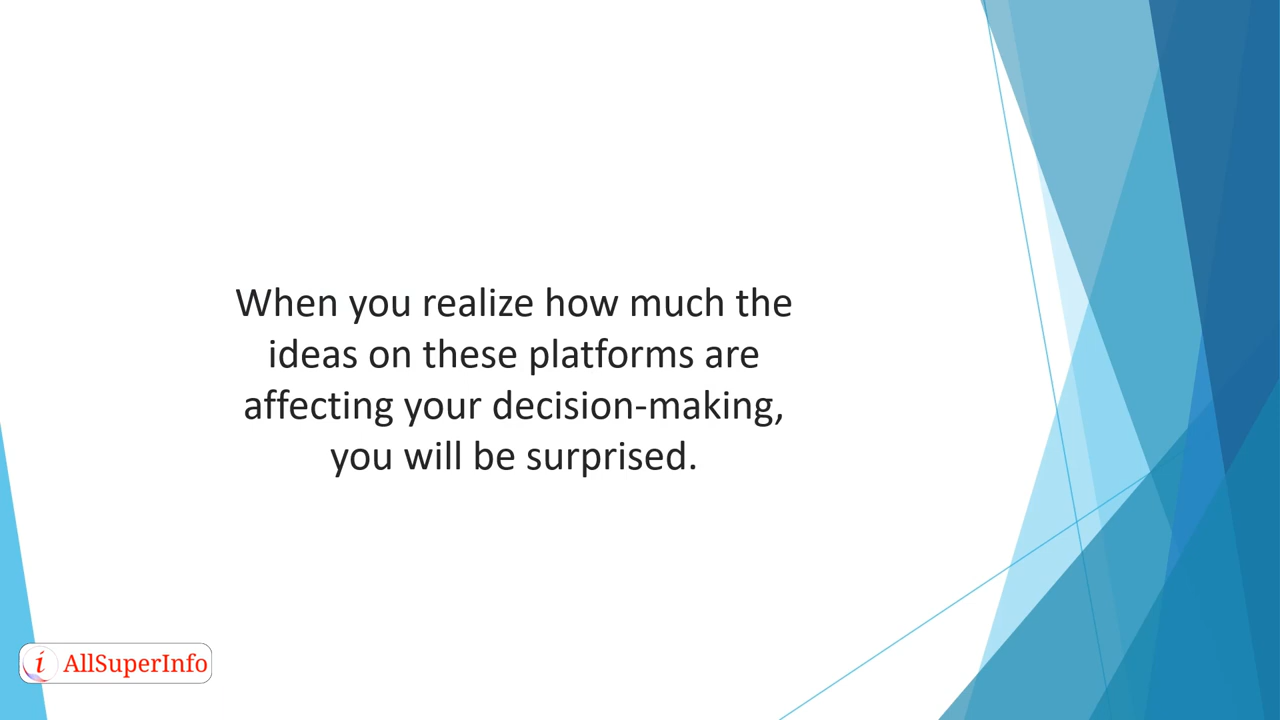 When you realize how much the
ideas on these platforms are
affecting your decision-making,
you will be surprised.
i AllSuperInfo